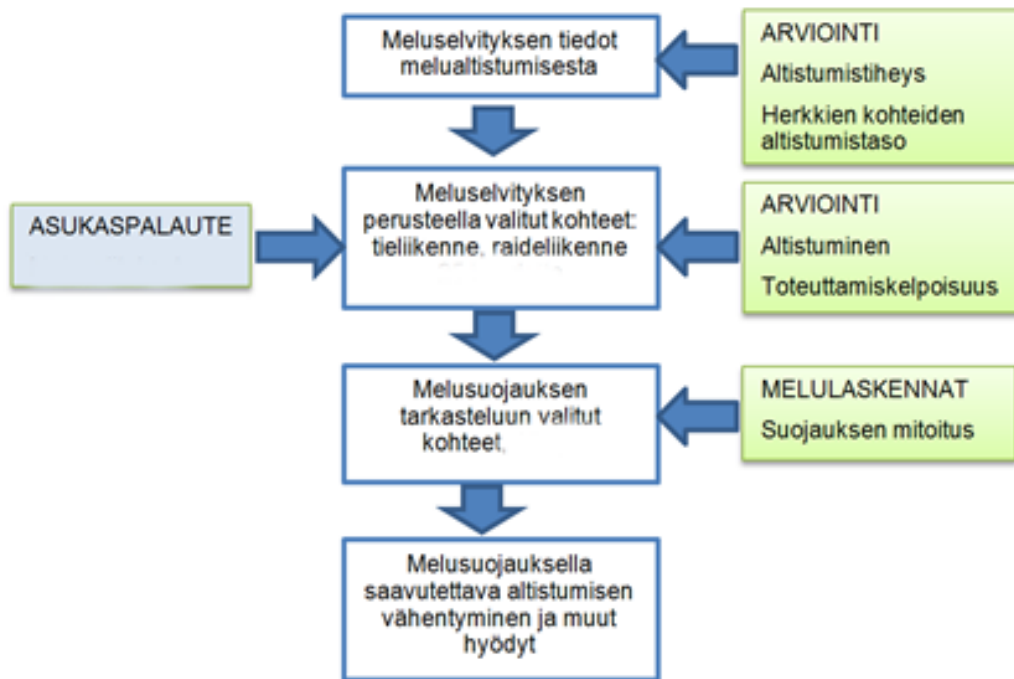 Meluselvityksen tiedot
melualtistumisesta
ARVIOINTI
Altistumistiheys
Herkkien kohteiden
altistumistaso
ASUKASPALAUTE
Meluselvityksen
perusteella valitut kohteet:
tieliikenne, raideliikenne
ARVIOINTI
Altistuminen
Toteuttamiskelpoisuus
Melusuojauksen
tarkasteluun valitut
kohteet,
MELULASKENNAT
Suojauksen mitoitus
Melusuojauksella
saavutettava altistumisen
vähentyminen ja muut
hyödyt